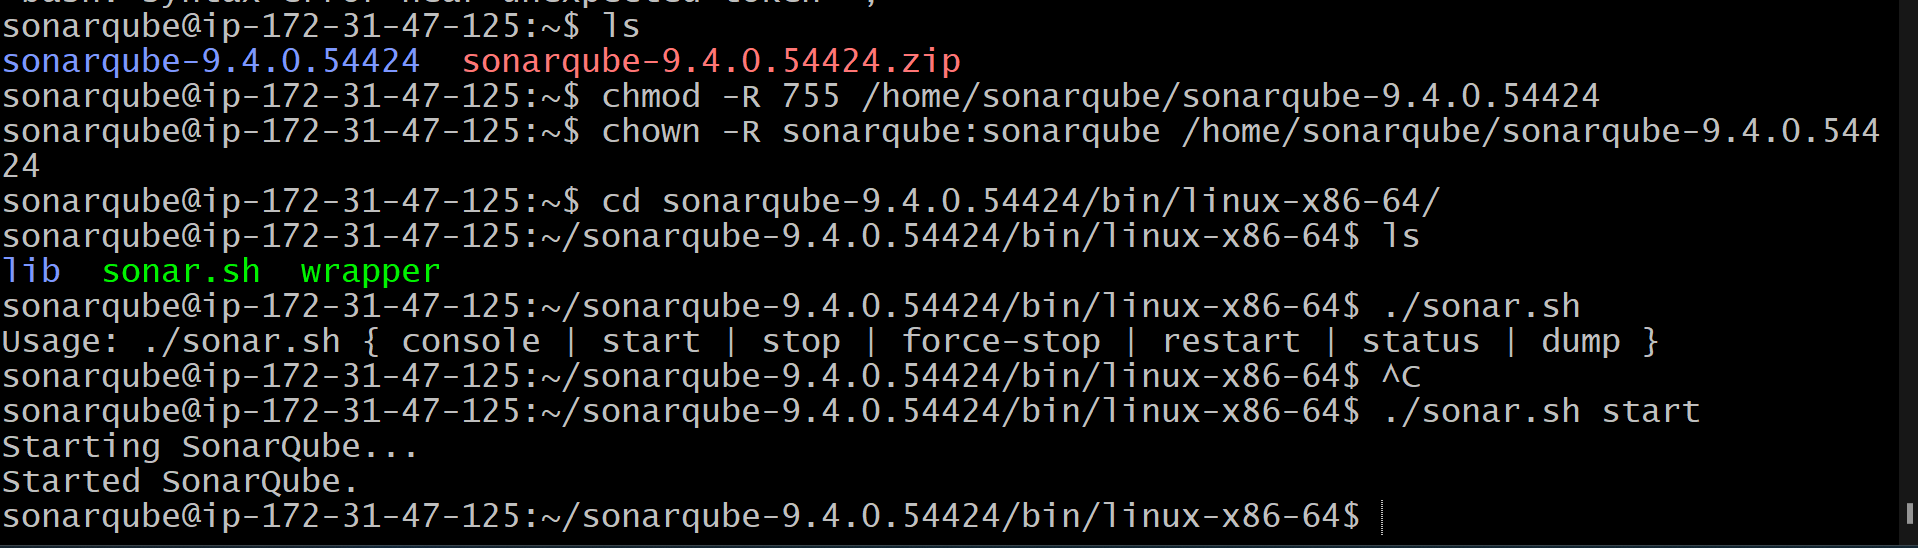 bash: syntax error near unexpected token `;'
sonarqube@ip-172-31-47-125:~$ ls
sonarqube-9.4.0.54424  sonarqube-9.4.0.54424.zip
sonarqube@ip-172-31-47-125:~$ chmod -R 755 /home/sonarqube/sonarqube-9.4.0.54424
sonarqube@ip-172-31-47-125:~$ chown -R sonarqube:sonarqube /home/sonarqube/sonarqube-9.4.0.544
24
sonarqube@ip-172-31-47-125:~$ cd sonarqube-9.4.0.54424/bin/linux-x86-64/
sonarqube@ip-172-31-47-125:~/sonarqube-9.4.0.54424/bin/linux-x86-64$ ls
lib  sonar.sh  wrapper
sonarqube@ip-172-31-47-125:~/sonarqube-9.4.0.54424/bin/linux-x86-64$ ./sonar.sh
Usage: ./sonar.sh { console | start | stop | force-stop | restart | status | dump }
sonarqube@ip-172-31-47-125:~/sonarqube-9.4.0.54424/bin/linux-x86-64$ ^C
sonarqube@ip-172-31-47-125:~/sonarqube-9.4.0.54424/bin/linux-x86-64$ ./sonar.sh start
Starting SonarQube...
Started SonarQube.
sonarqube@ip-172-31-47-125:~/sonarqube-9.4.0.54424/bin/linux-x86-64$